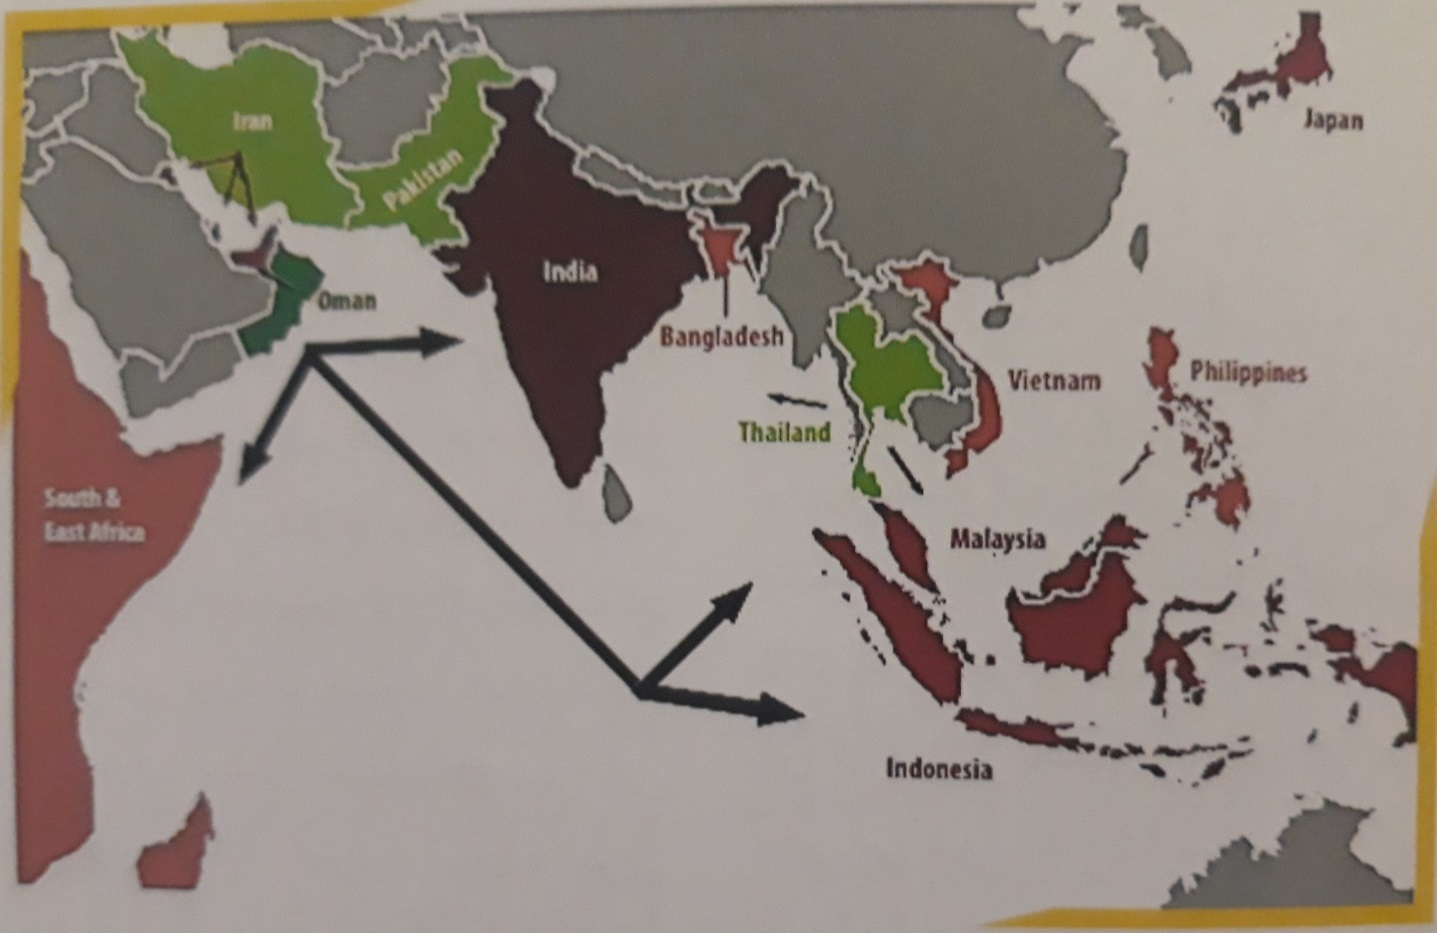 Iran
Japan
Pakistan
India
Oman
Bangladesh
Vietnam
Philippines
Thailand
South &
East Africa
Malaysia
Indonesia